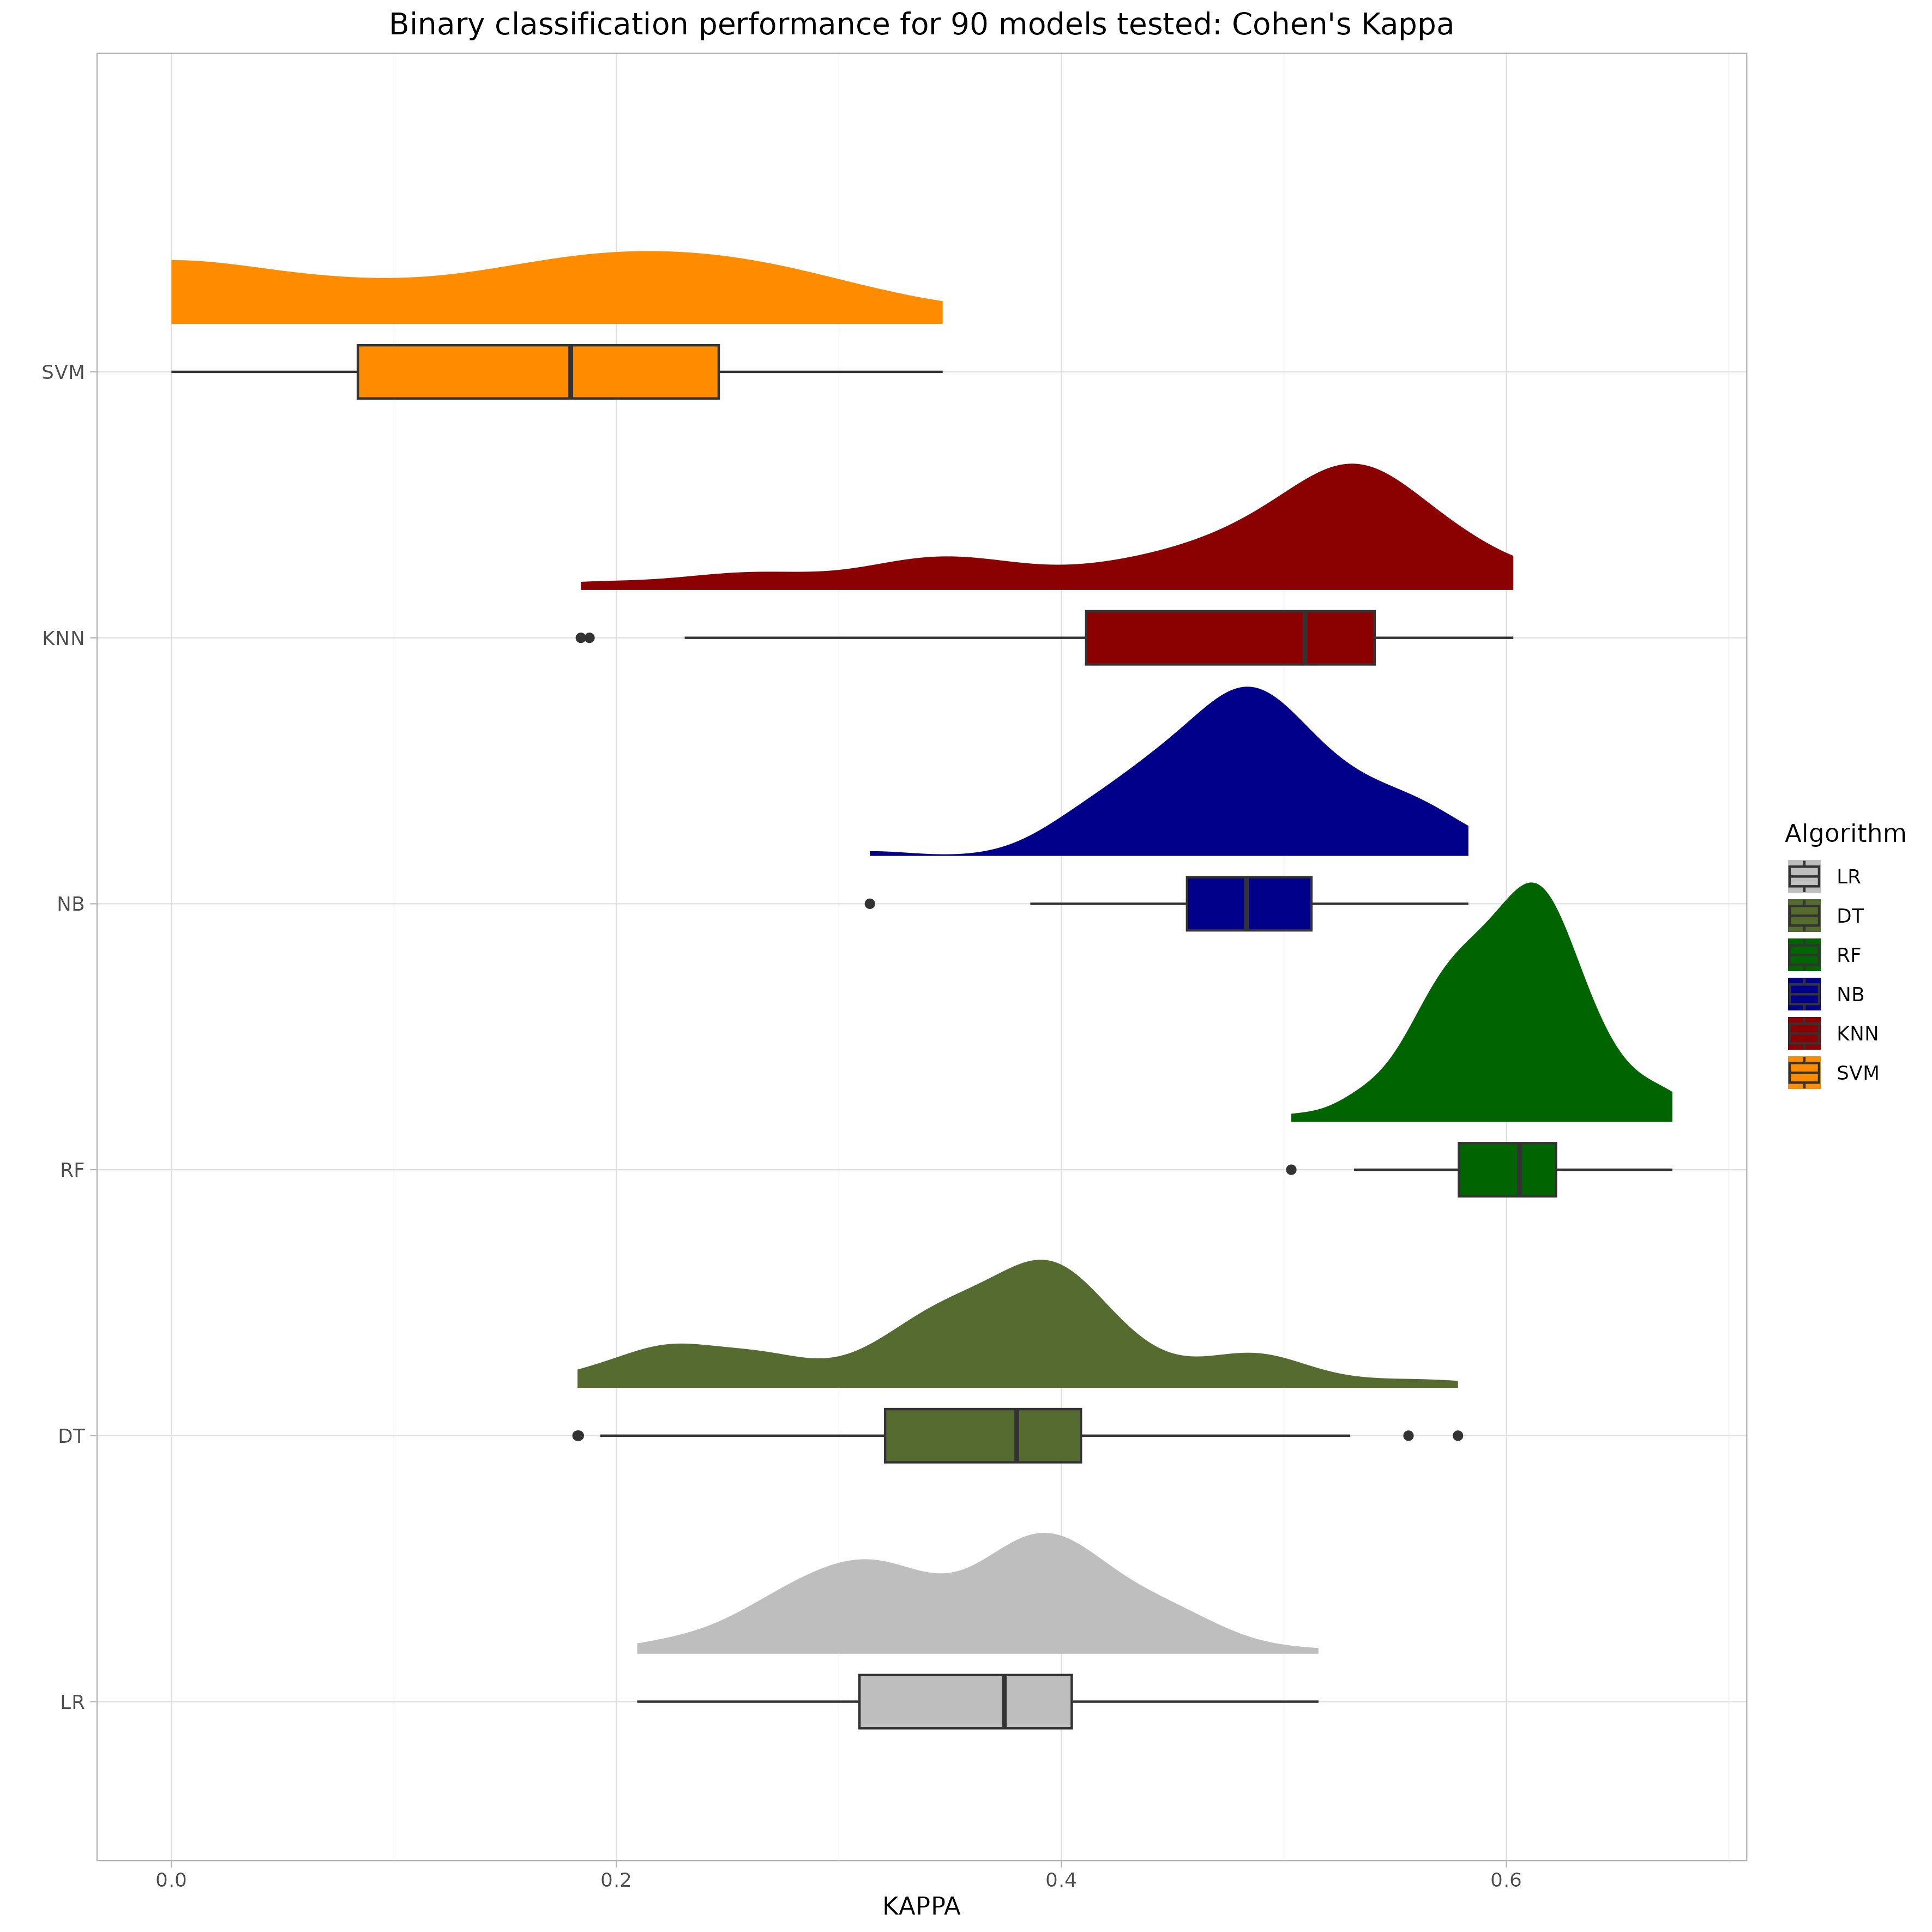 Binary classification performance for 90 models tested: Cohen's Kappa
SVM
KNN
NB
RF
DT
LR
0.0
0.2
0.4
0.6
KAPPA
Algorithm
LR
DT
RF
NB
KNN
SVM